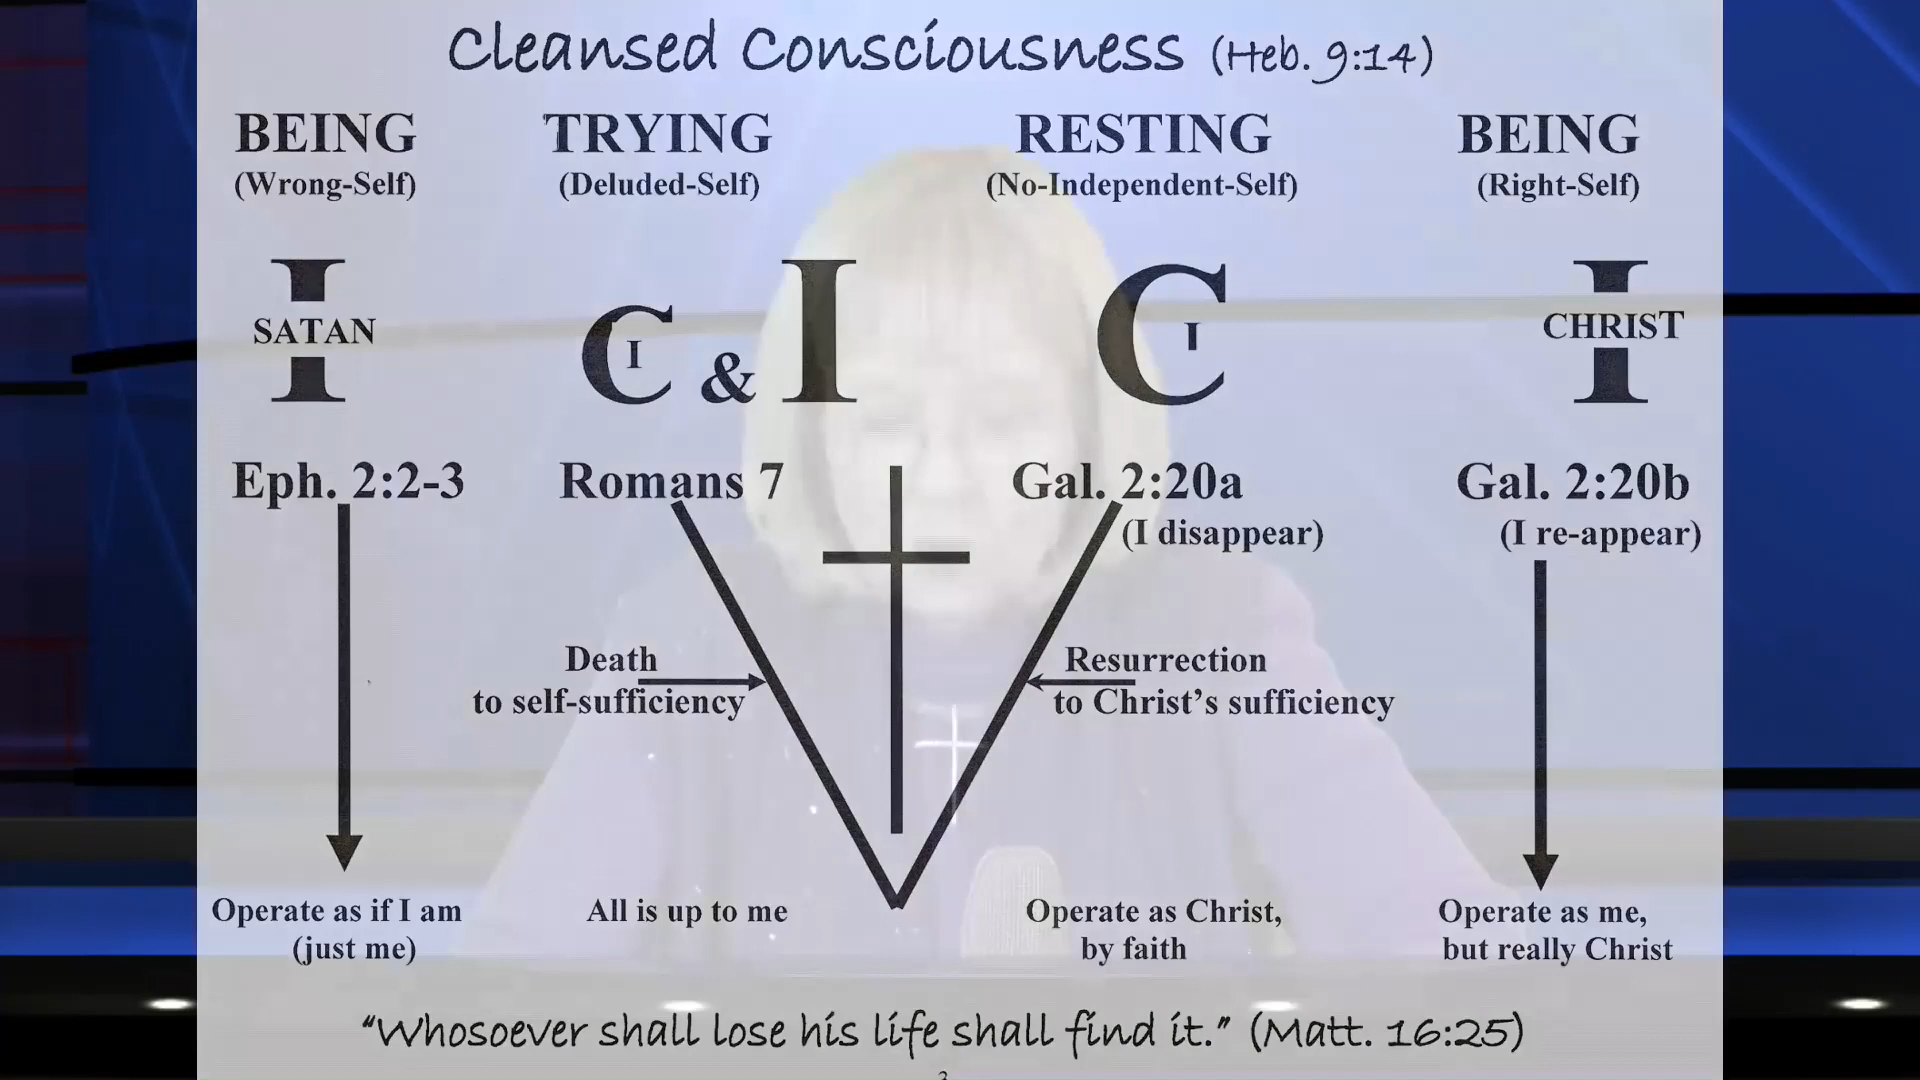 Cleansed Consciousness (Heb. 9:14)
BEING
(Wrong-Self)
TRYING
(Deluded-Self)
RESTING
(No-Independent-Self)
BEING
(Right-Self)
I
SATAN
C I & I
C I
I
CHRIST
Eph. 2:2-3
Romans 7
Gal. 2:20a
(I disappear)
Gal. 2:20b
(I re-appear)
Death
to self-sufficiency
Resurrection
to Christ's sufficiency
Operate as if I am
(just me)
All is up to me
Operate as Christ,
by faith
Operate as me,
but really Christ
"Whosoever shall lose his life shall find it." (Matt. 16:25)